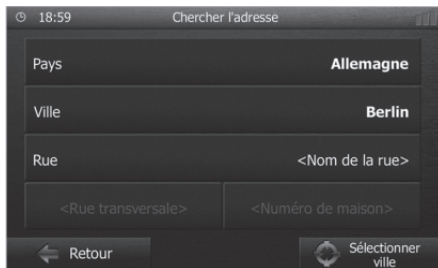 18:59 Chercher l'adresse
Pays Allemagne
Ville Berlin
Rue <Nom de la rue>
<Rue transversale> <Numéro de maison>
Retour Sélectionner
ville